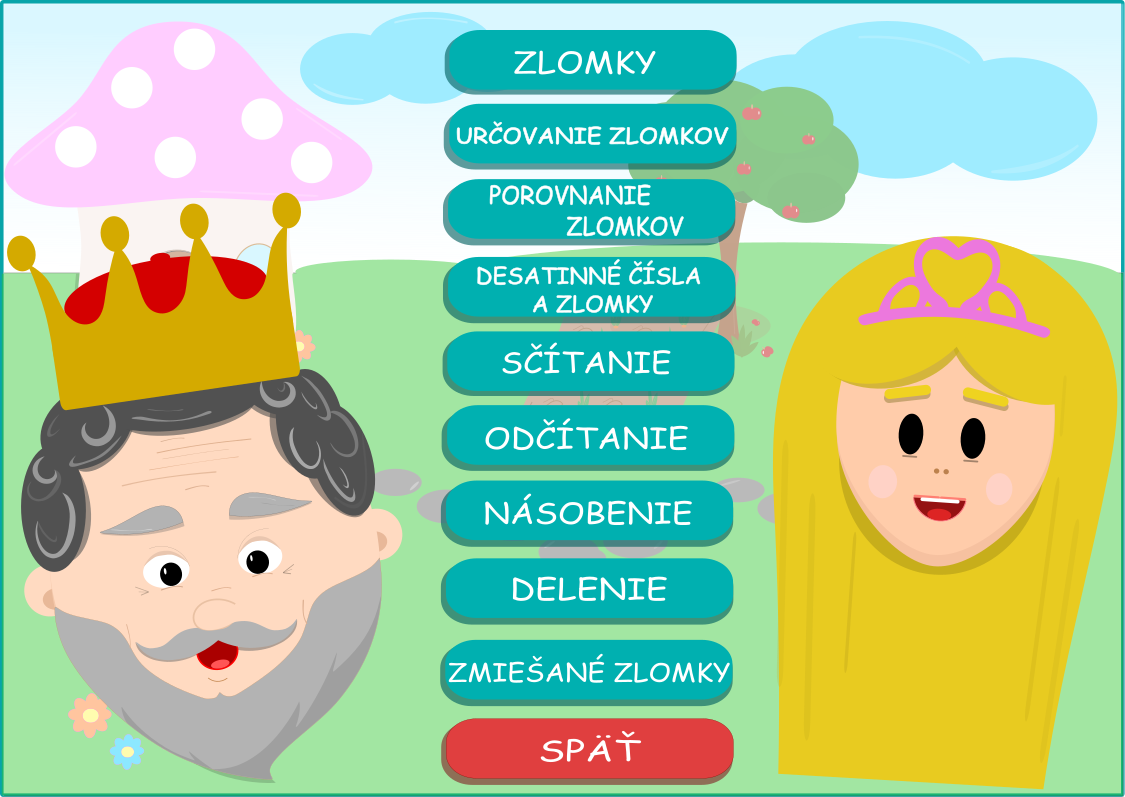 ZLOMKY
URČOVANIE ZLOMKOV
POROVNANIE
ZLOMKOV
DESATINNÉ ČÍSLA
A ZLOMKY
SČÍTANIE
ODČÍTANIE
NÁSOBENIE
DELENIE
ZMIEŠANÉ ZLOMKY
SPÄŤ